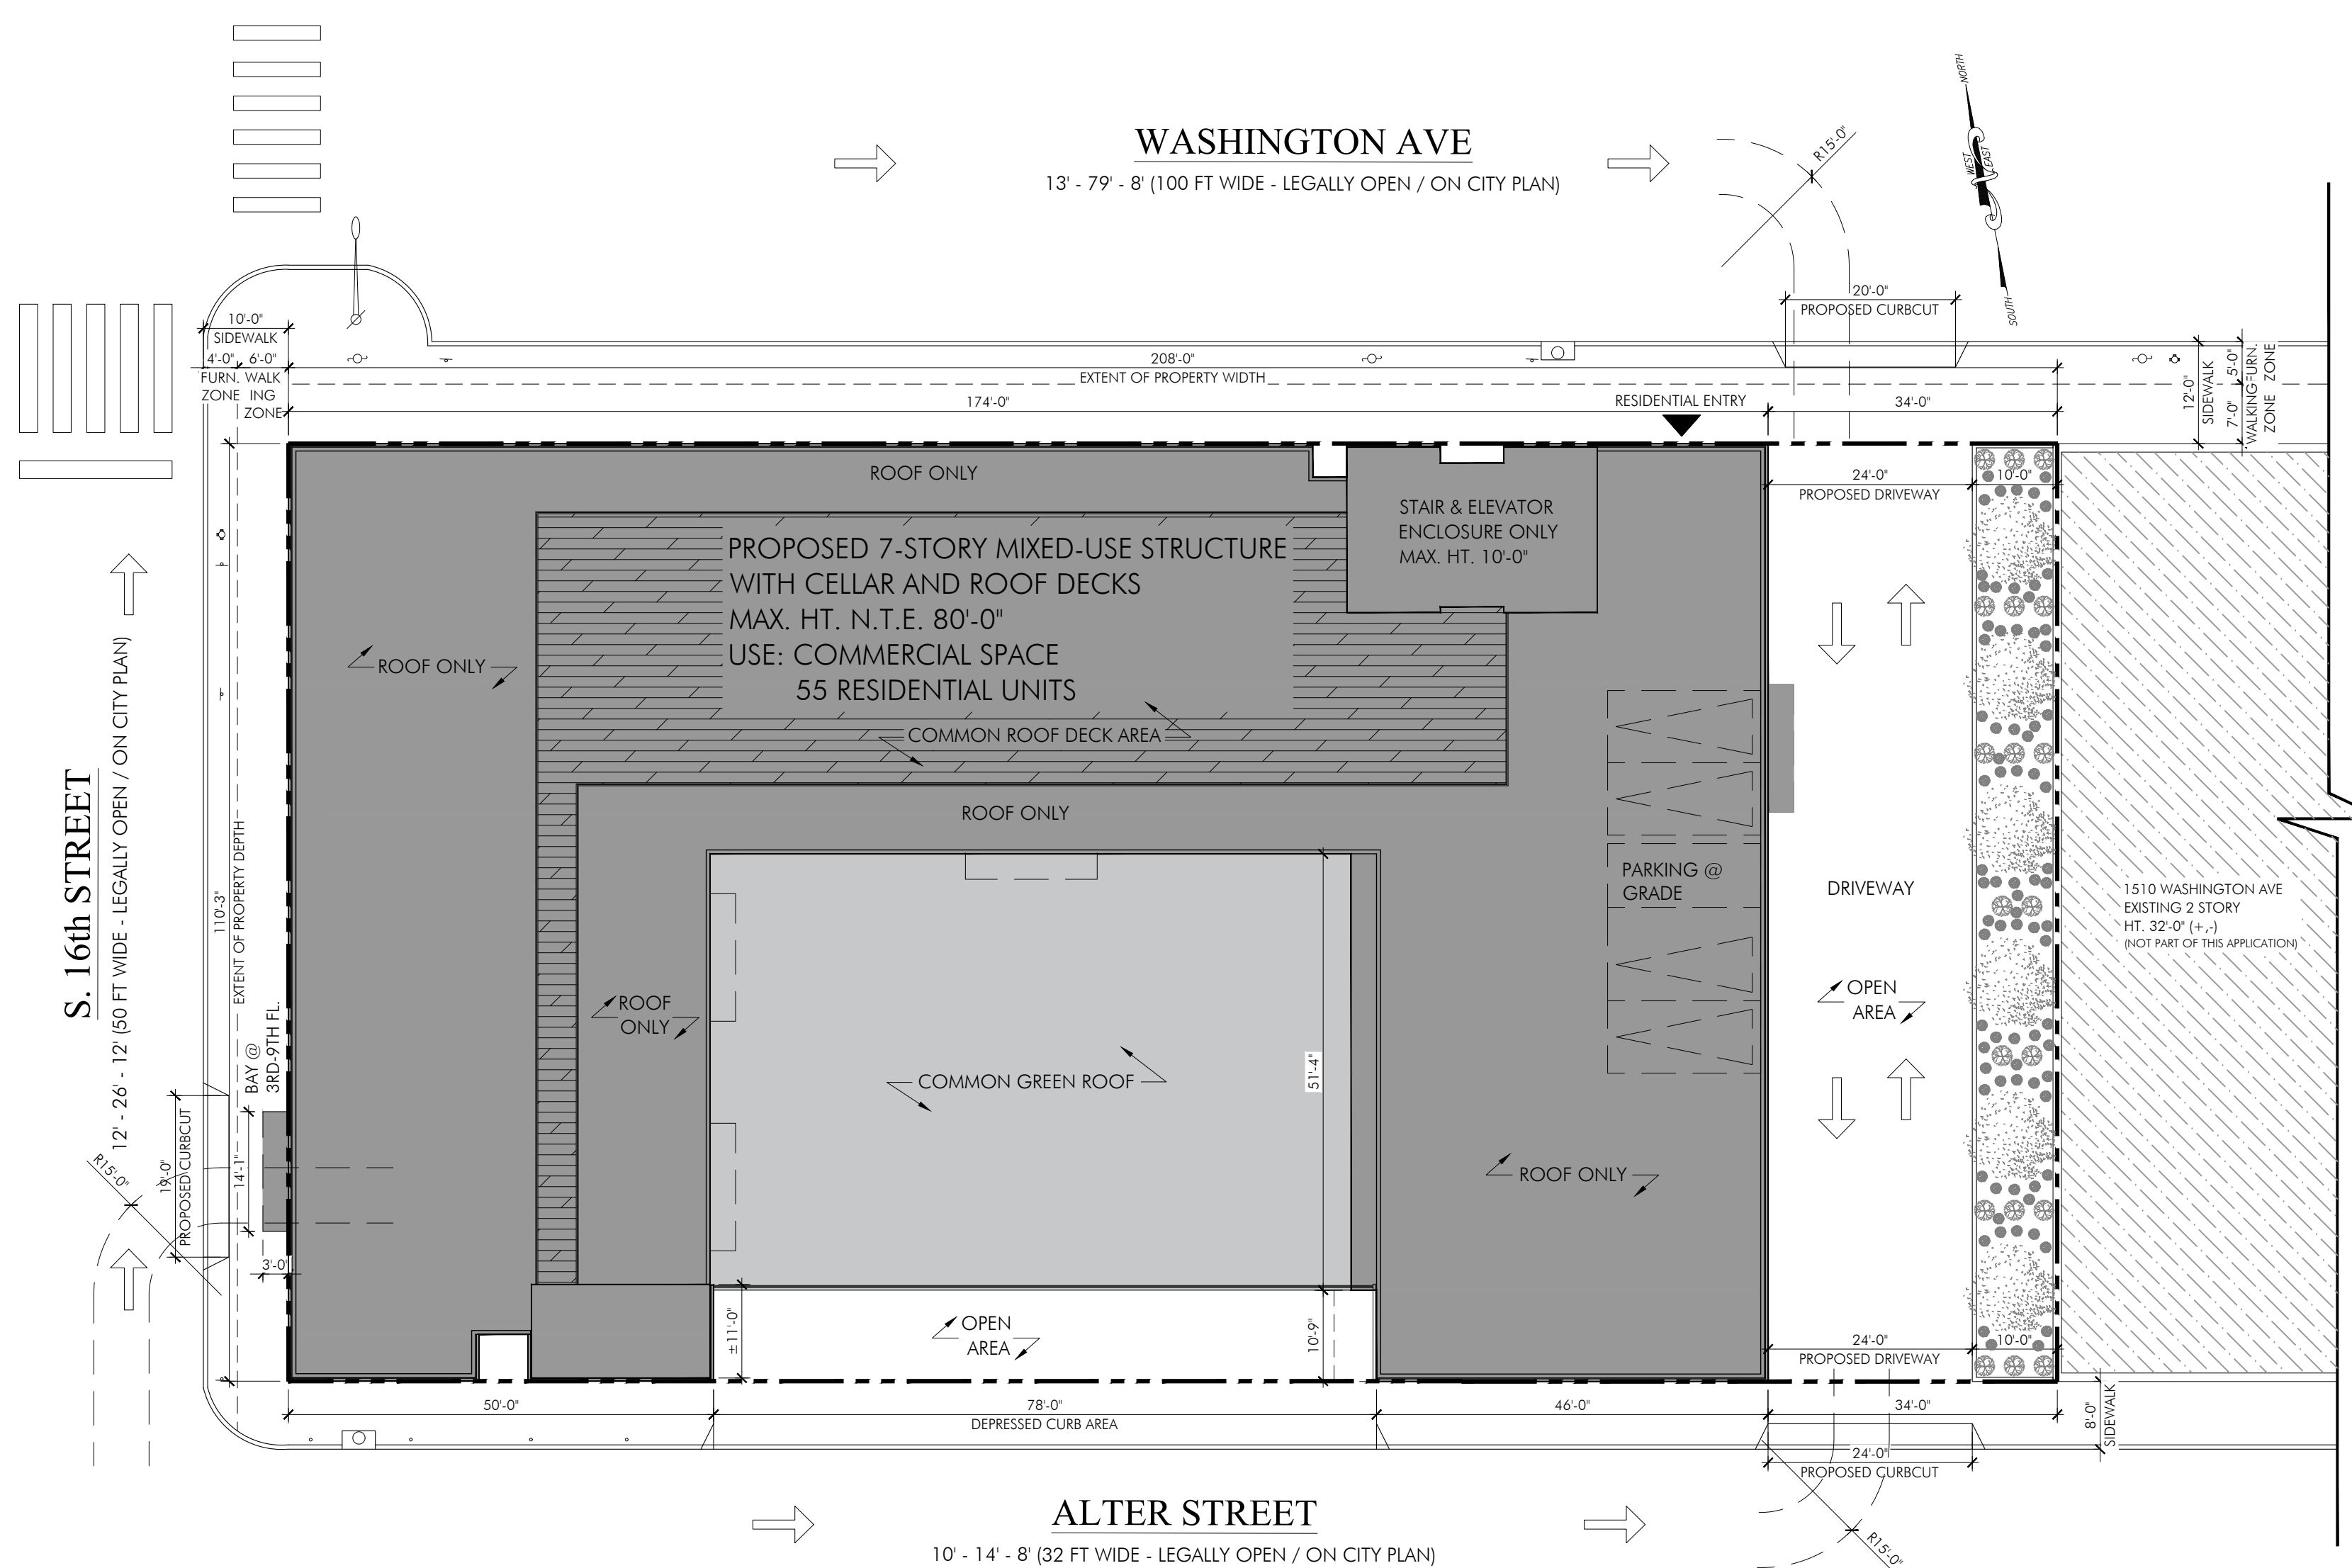 WASHINGTON AVE
13' - 79' - 8' (100 FT WIDE - LEGALLY OPEN / ON CITY PLAN)
R15'-0"
NORTH
WEST
EAST
SOUTH
20'-0"
PROPOSED CURBCUT
10'-0"
SIDEWALK
4'-0" 6'-0"
FURN. WALK
ZONE ING
ZONE
208'-0"
EXTENT OF PROPERTY WIDTH
174'-0"
RESIDENTIAL ENTRY
34'-0"
12'-0"
SIDEWALK
5'-0"
7'-0"
FURN.
ZONE
WALKING
ZONE
ROOF ONLY
STAIR & ELEVATOR
ENCLOSURE ONLY
MAX. HT. 10'-0"
24'-0"
PROPOSED DRIVEWAY
10'-0"
PROPOSED 7-STORY MIXED-USE STRUCTURE
WITH CELLAR AND ROOF DECKS
MAX. HT. N.T.E. 80'-0"
USE: COMMERCIAL SPACE
55 RESIDENTIAL UNITS
ROOF ONLY
COMMON ROOF DECK AREA
ROOF ONLY
S. 16th STREET
12' - 26' - 12' (50 FT WIDE - LEGALLY OPEN / ON CITY PLAN)
110'-3"
EXTENT OF PROPERTY DEPTH
BAY @
3RD-9TH FL.
PARKING @
GRADE
DRIVEWAY
1510 WASHINGTON AVE
EXISTING 2 STORY
HT. 32'-0" (+,-)
(NOT PART OF THIS APPLICATION)
ROOF
ONLY
OPEN
AREA
COMMON GREEN ROOF
51'-4"
ROOF ONLY
R15'-0"
19'-0"
PROPOSED CURBCUT
14'-1"
3'-0"
±11'-0"
OPEN
AREA
10'-9"
24'-0"
PROPOSED DRIVEWAY
10'-0"
50'-0"
78'-0"
DEPRESSED CURB AREA
46'-0"
34'-0"
8'-0"
SIDEWALK
24'-0"
PROPOSED CURBCUT
ALTER STREET
10' - 14' - 8' (32 FT WIDE - LEGALLY OPEN / ON CITY PLAN)
R15'-0"